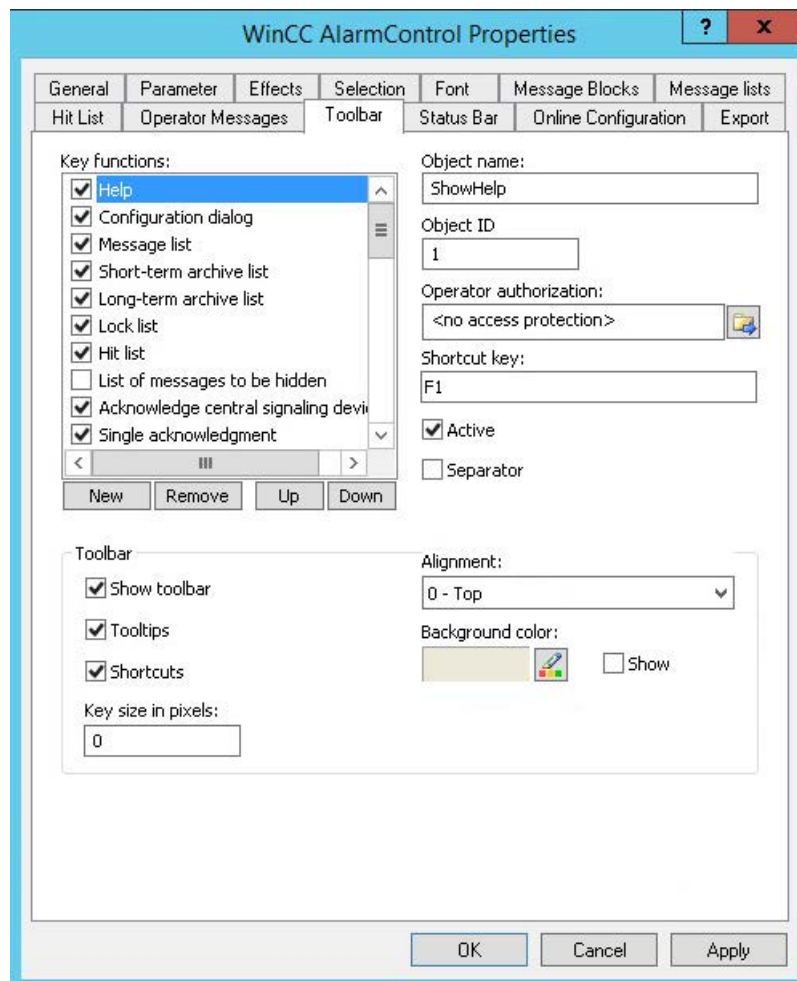 WinCC AlarmControl Properties
?
x
General
Parameter
Effects
Selection
Font
Message Blocks
Message lists
Hit List
Operator Messages
Toolbar
Status Bar
Online Configuration
Export
Key functions:
Help
Configuration dialog
Message list
Short-term archive list
Long-term archive list
Lock list
Hit list
List of messages to be hidden
Acknowledge central signaling devi
Single acknowledgment
New
Remove
Up
Down
Object name:
ShowHelp
Object ID
1
Operator authorization:
<no access protection>
Shortcut key:
F1
Active
Separator
Toolbar
Show toolbar
Tooltips
Shortcuts
Key size in pixels:
0
Alignment:
0 - Top
Background color:
Show
OK
Cancel
Apply